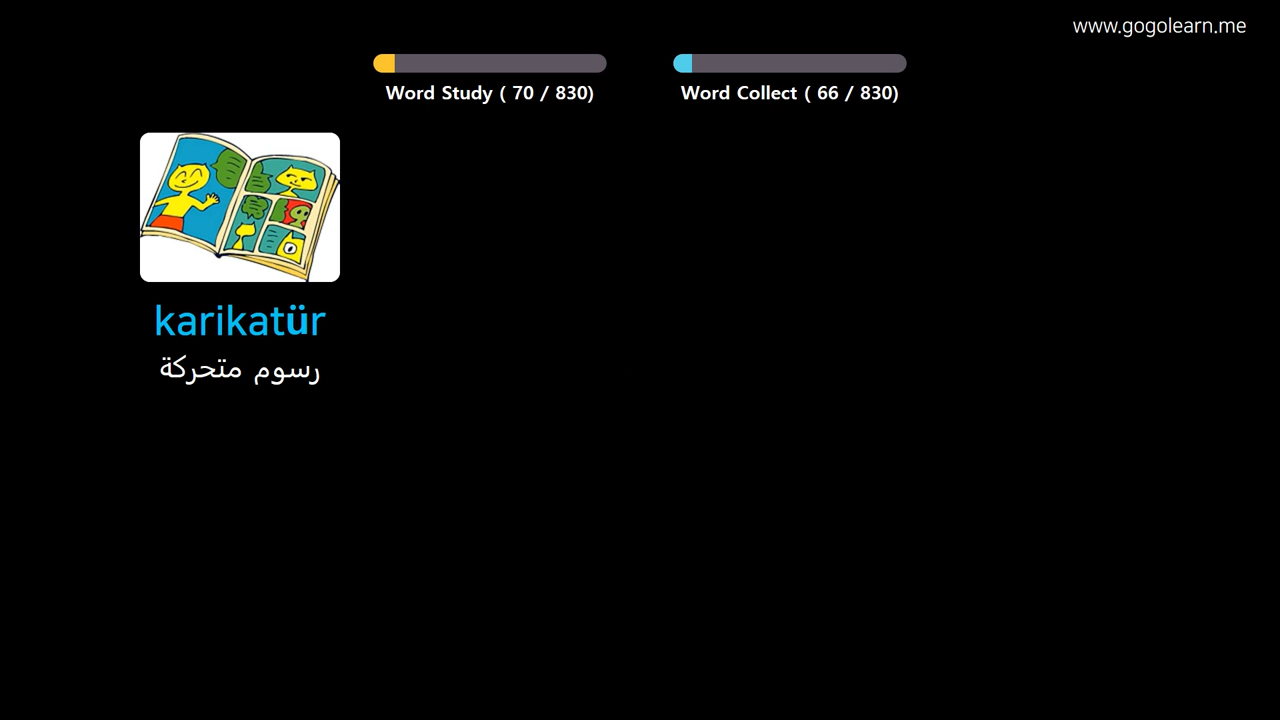 www.gogolearn.me
Word Study ( 70 / 830)
Word Collect ( 66 / 830)
karikatür
رسوم متحركة